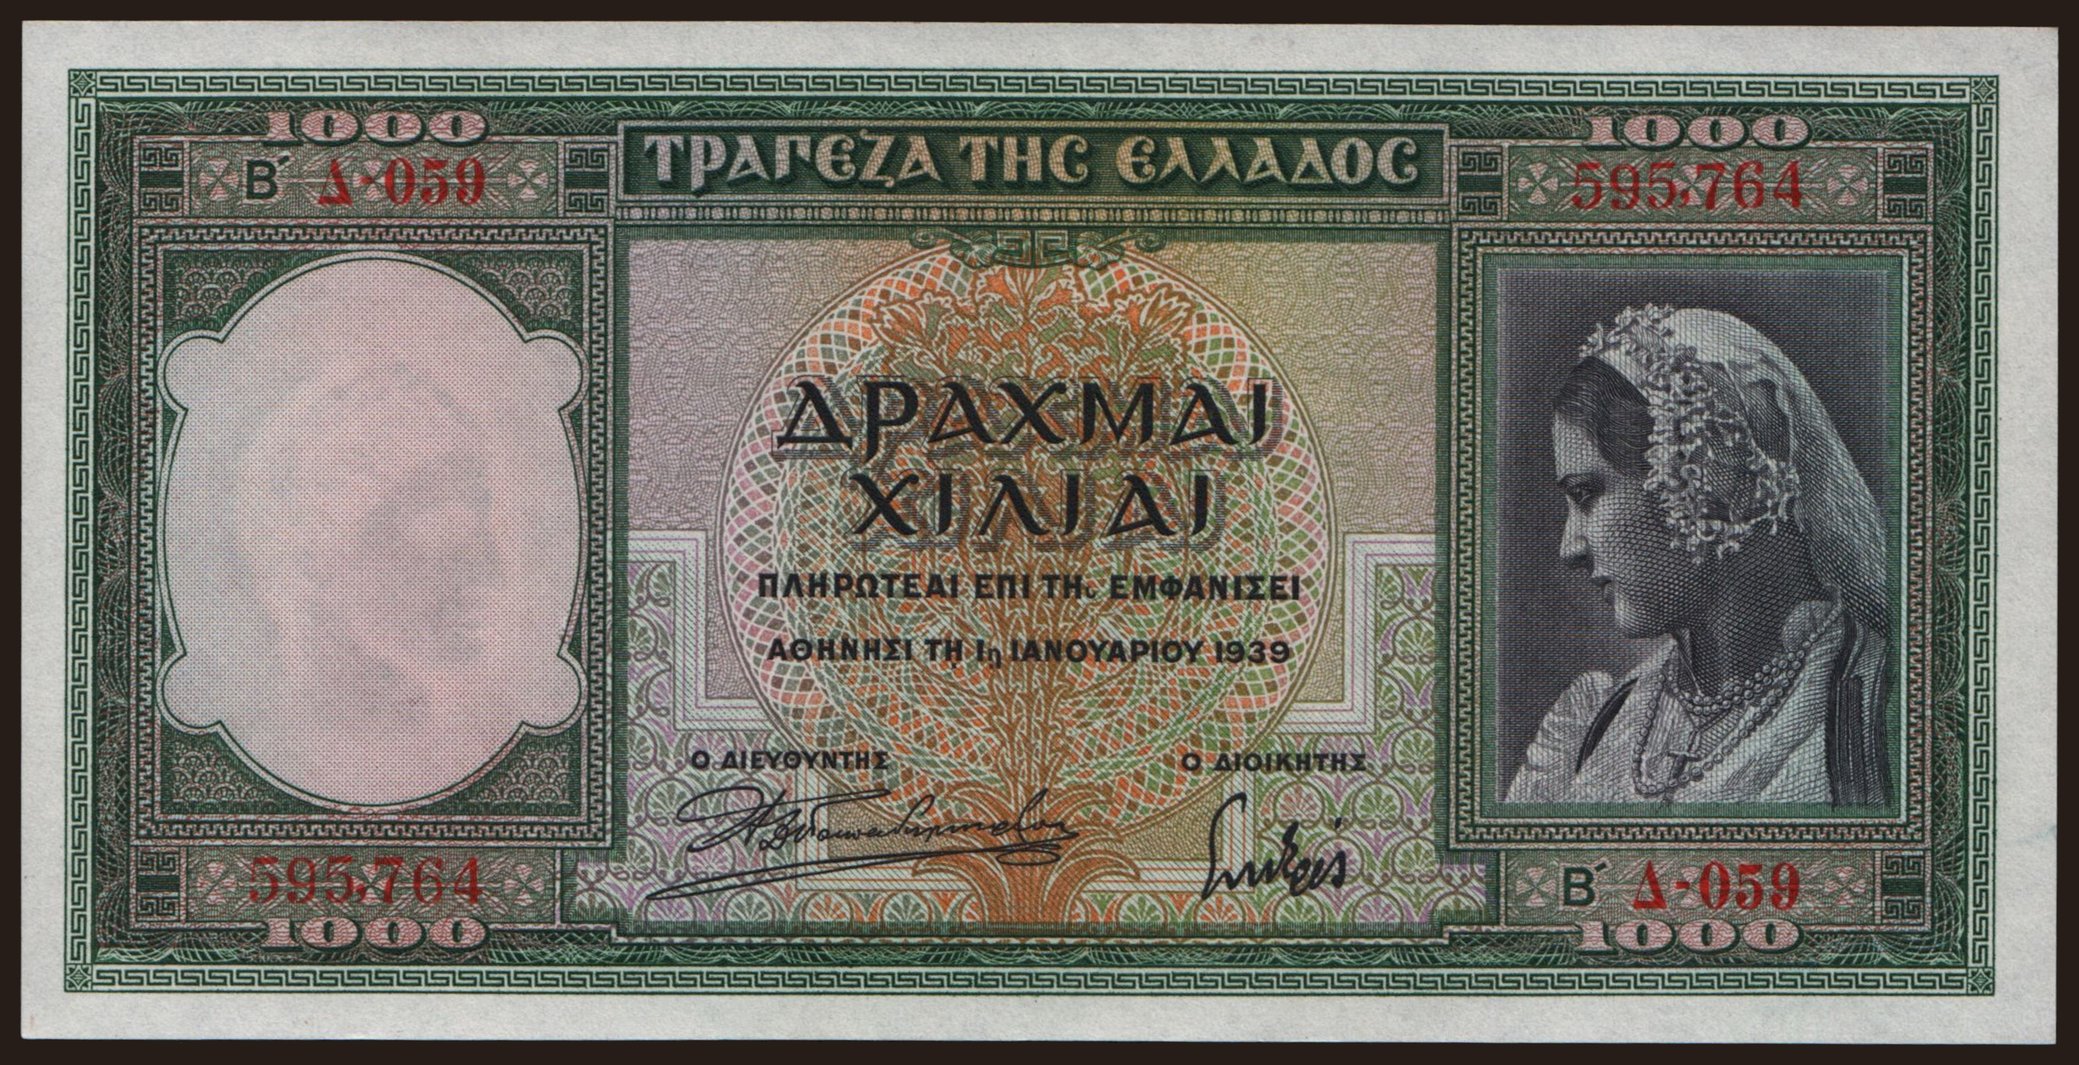 1000 1000
Β´ Δ-059 ΤΡΑΠΕΖΑ ΤΗΣ ΕΛΛΑΔΟΣ 595,764
ΔΡΑΧΜΑΙ
ΧΙΛΙΑΙ
ΠΛΗΡΩΤΕΑΙ ΕΠΙ ΤΗι ΕΜΦΑΝΙΣΕΙ
ΑΘΗΝΗΣΙ ΤΗ 1η ΙΑΝΟΥΑΡΙΟΥ 1939
Ο ΔΙΕΥΘΥΝΤΗΣ Ο ΔΙΟΙΚΗΤΗΣ
595,764 Β´ Δ-059
1000 1000